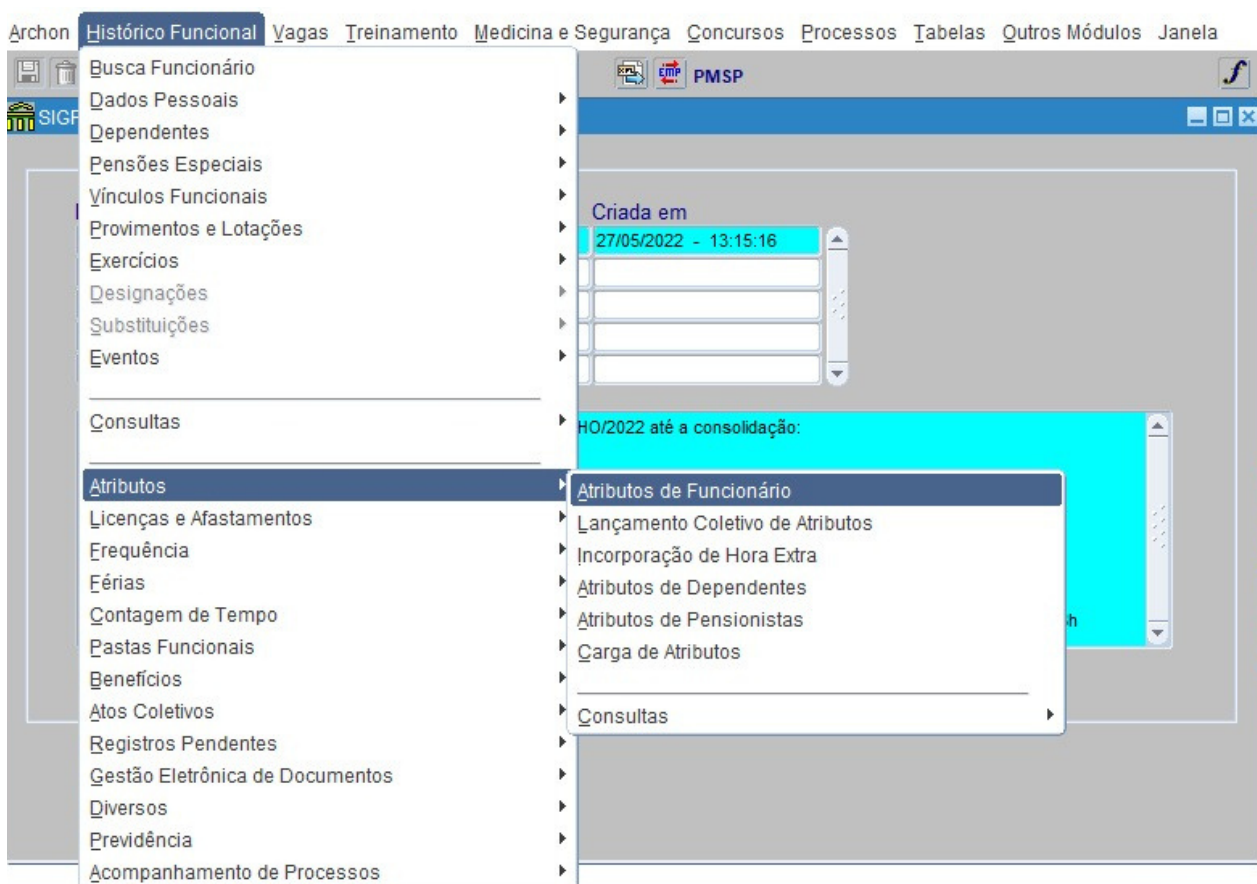 Archon Histórico Funcional Vagas Treinamento Medicina e Segurança Concursos Processos Tabelas Outros Módulos Janela
Busca Funcionário
PMSP
Dados Pessoais
SIGP
Dependentes
Pensões Especiais
Vínculos Funcionais
Criada em
Provimentos e Lotações
27/05/2022 - 13:15:16
Exercícios
Designações
Substituições
Eventos
Consultas
HO/2022 até a consolidação:
Atributos
Atributos de Funcionário
Licenças e Afastamentos
Lançamento Coletivo de Atributos
Frequência
Incorporação de Hora Extra
Férias
Atributos de Dependentes
Contagem de Tempo
Atributos de Pensionistas
h
Pastas Funcionais
Carga de Atributos
Benefícios
Atos Coletivos
Consultas
Registros Pendentes
Gestão Eletrônica de Documentos
Diversos
Previdência
Acompanhamento de Processos